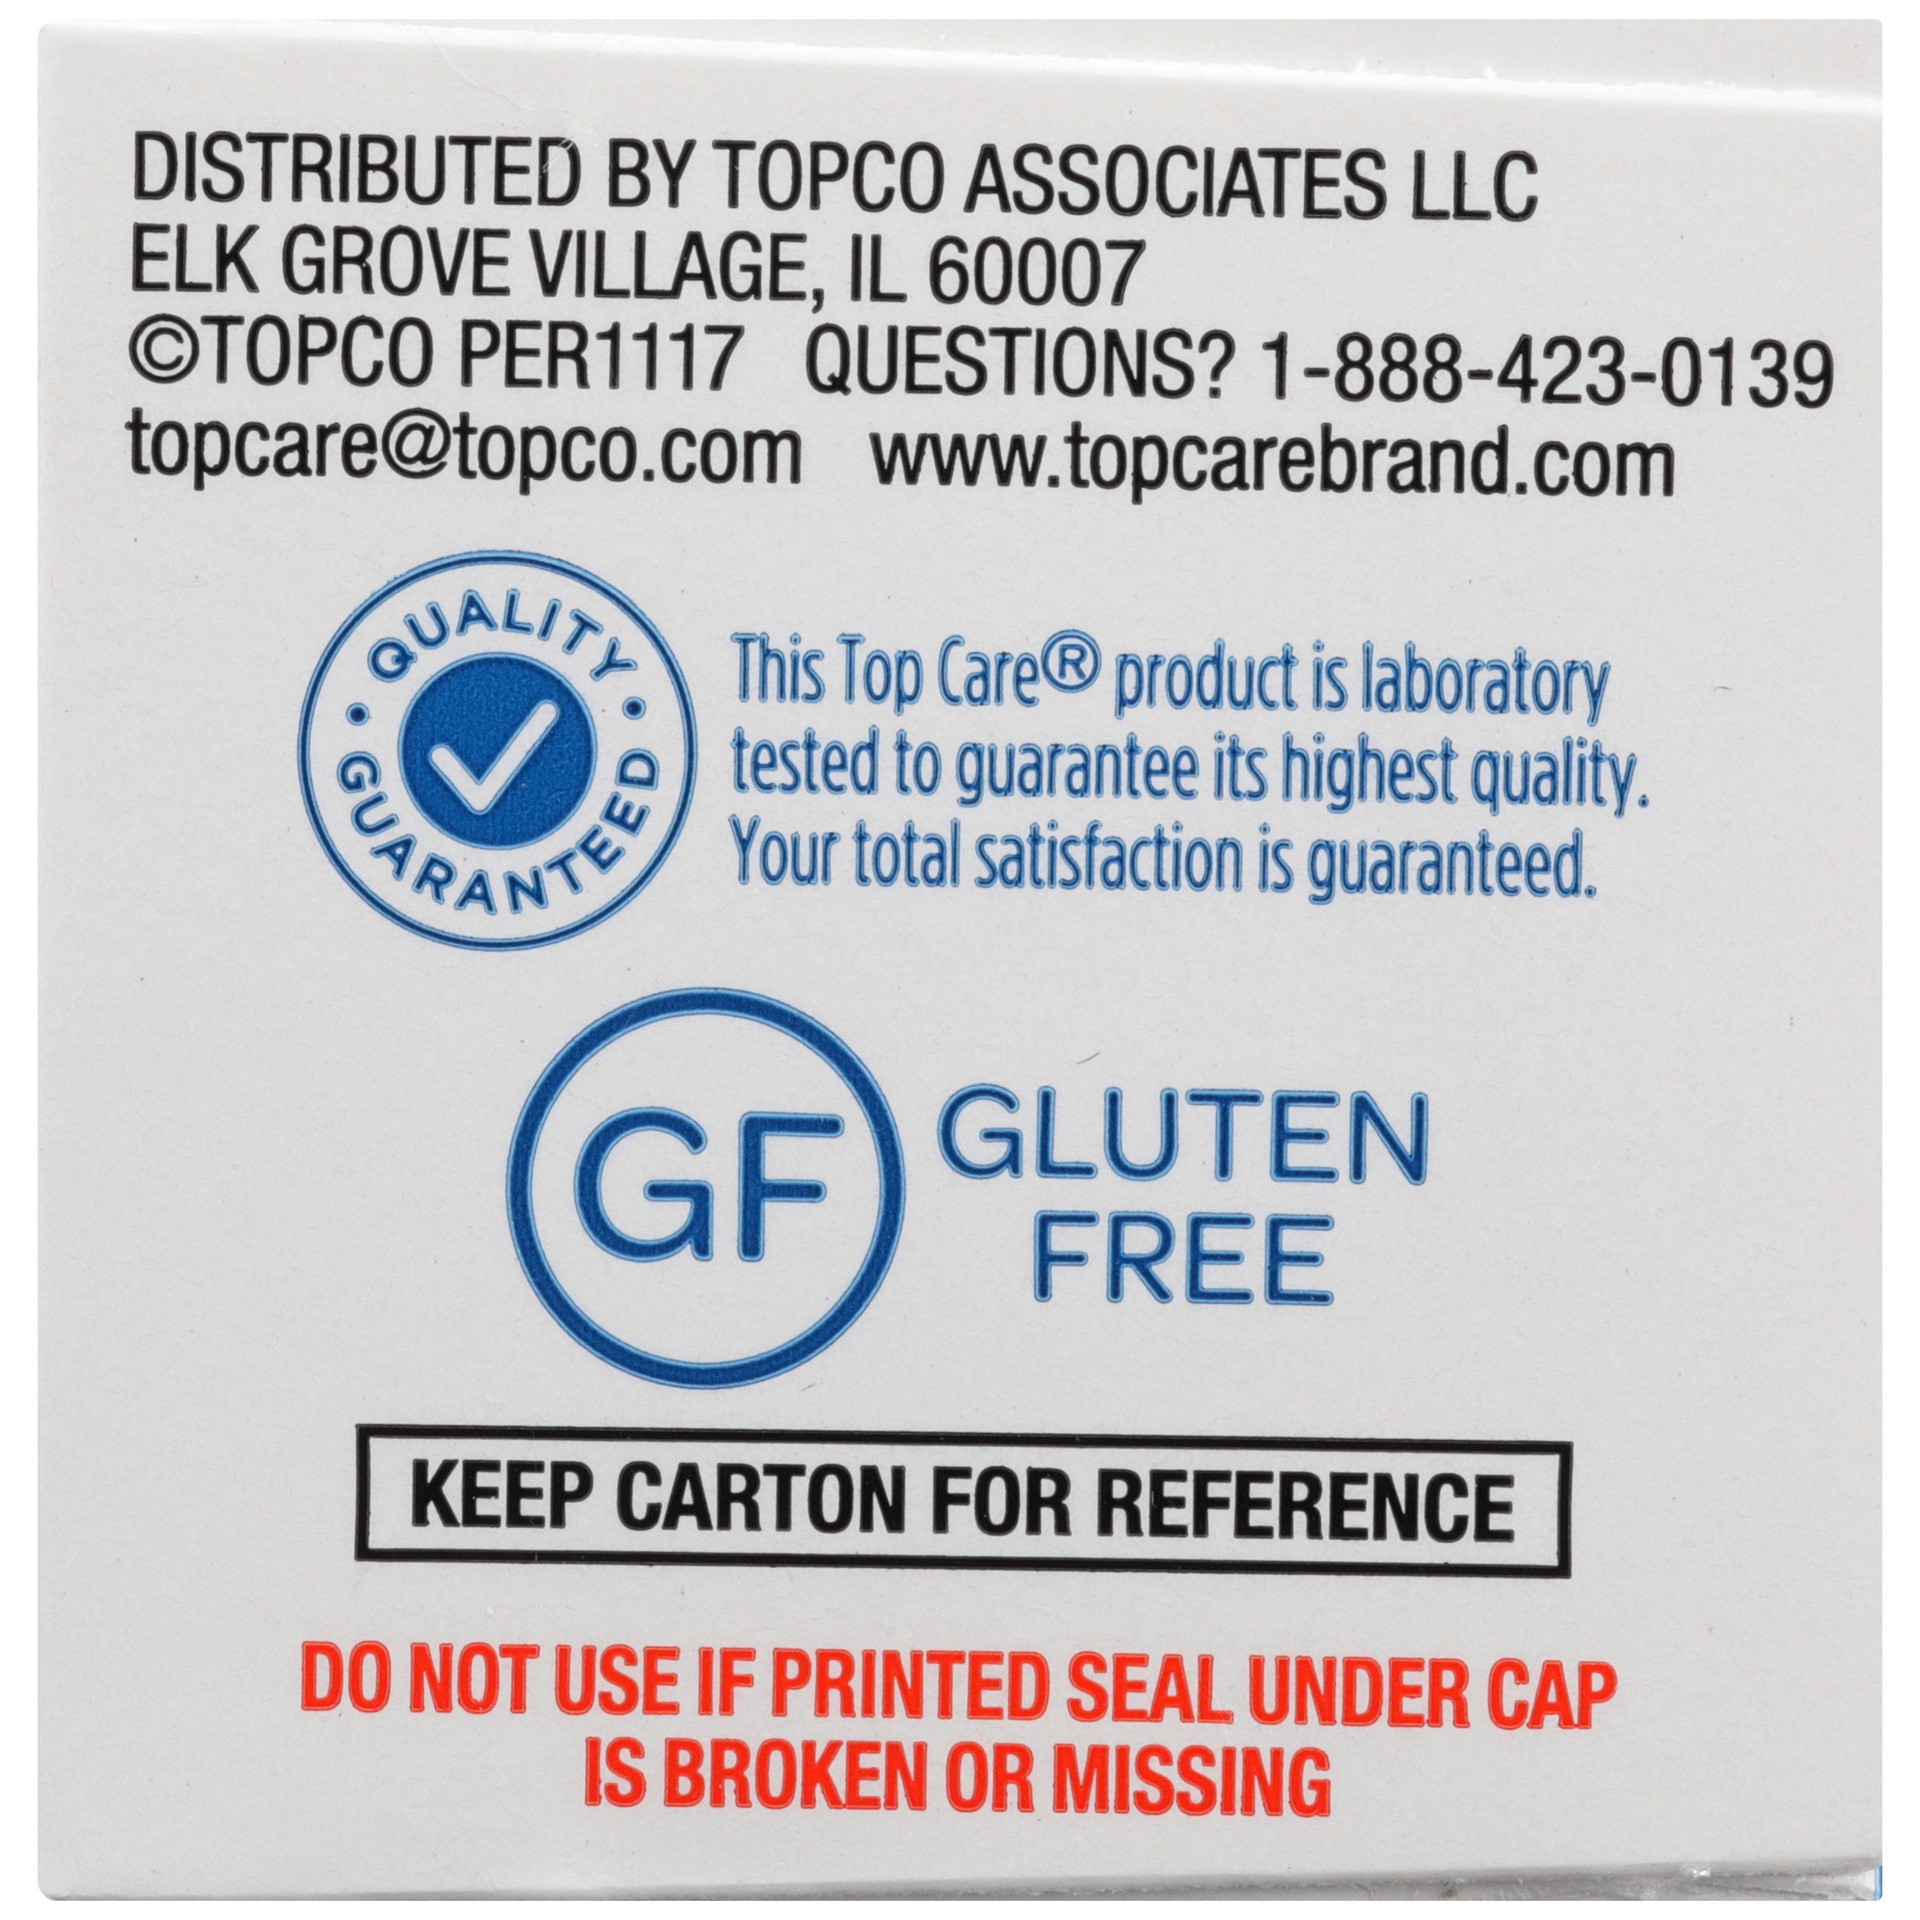 DISTRIBUTED BY TOPCO ASSOCIATES LLC
ELK GROVE VILLAGE, IL 60007
©TOPCO PER1117 QUESTIONS? 1-888-423-0139
topcare@topco.com www.topcarebrand.com
• QUALITY •
GUARANTEED
This Top Care® product is laboratory
tested to guarantee its highest quality.
Your total satisfaction is guaranteed.
GF
GLUTEN
FREE
KEEP CARTON FOR REFERENCE
DO NOT USE IF PRINTED SEAL UNDER CAP
IS BROKEN OR MISSING